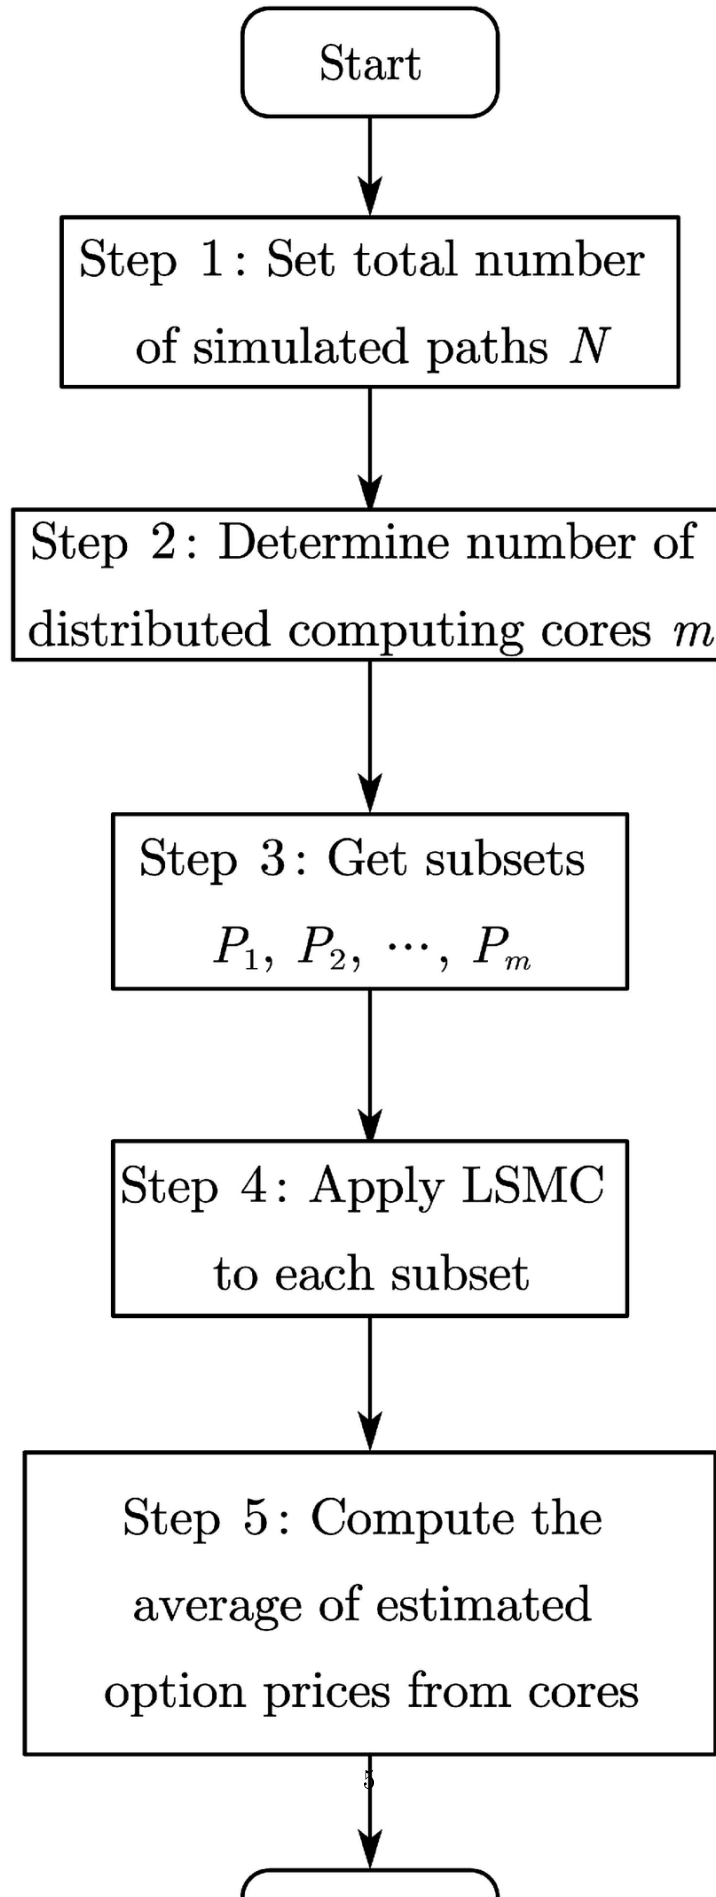 Start
Step 1: Set total number
of simulated paths N
Step 2: Determine number of
distributed computing cores m
Step 3: Get subsets
P₁, P₂, ⋯, Pₘ
Step 4: Apply LSMC
to each subset
Step 5: Compute the
average of estimated
option prices from cores
5